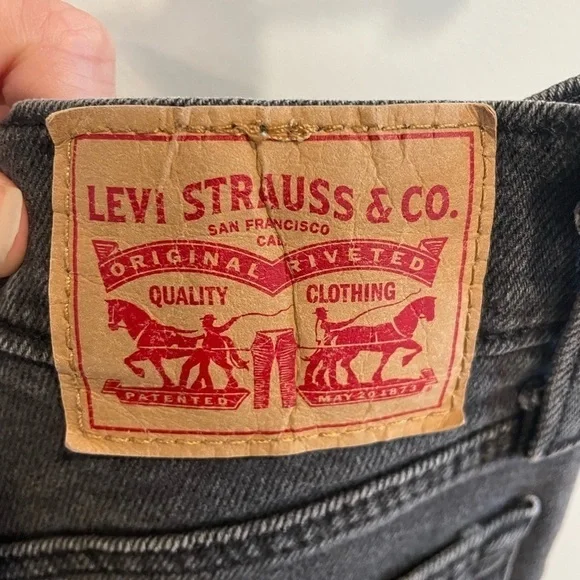 LEVI STRAUSS & CO.
SAN FRANCISCO
CAL
ORIGINAL RIVETED
QUALITY CLOTHING
PATENTED MAY 20 1873